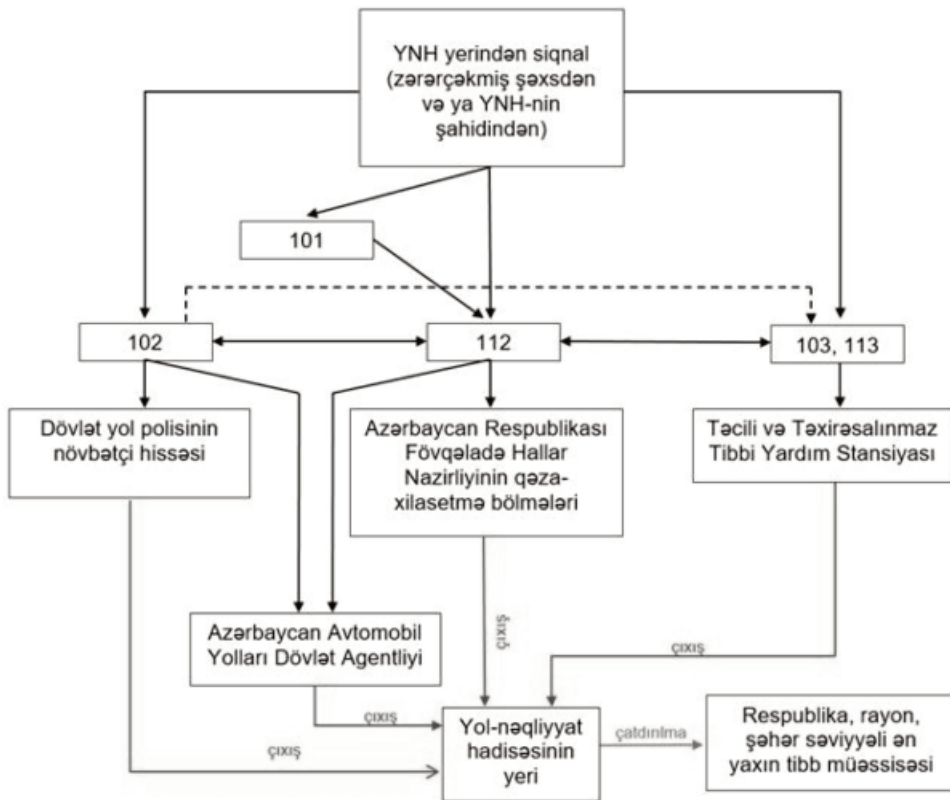 YNH yerindən siqnal
(zərərçəkmiş şəxsdən
və ya YNH-nin
şahidindən)
101
102
112
103, 113
Dövlət yol polisinin
növbətçi hissəsi
Azərbaycan Respublikası
Fövqəladə Hallar
Nazirliyinin qəza-
xilasetmə bölmələri
Təcili və Təxirəsalınmaz
Tibbi Yardım Stansiyası
Azərbaycan Avtomobil
Yolları Dövlət Agentliyi
çıxış
çıxış
çıxış
çıxış
Yol-nəqliyyat
hadisəsinin
yeri
çatdırılma
Respublika, rayon,
şəhər səviyyəli ən
yaxın tibb müəssisəsi